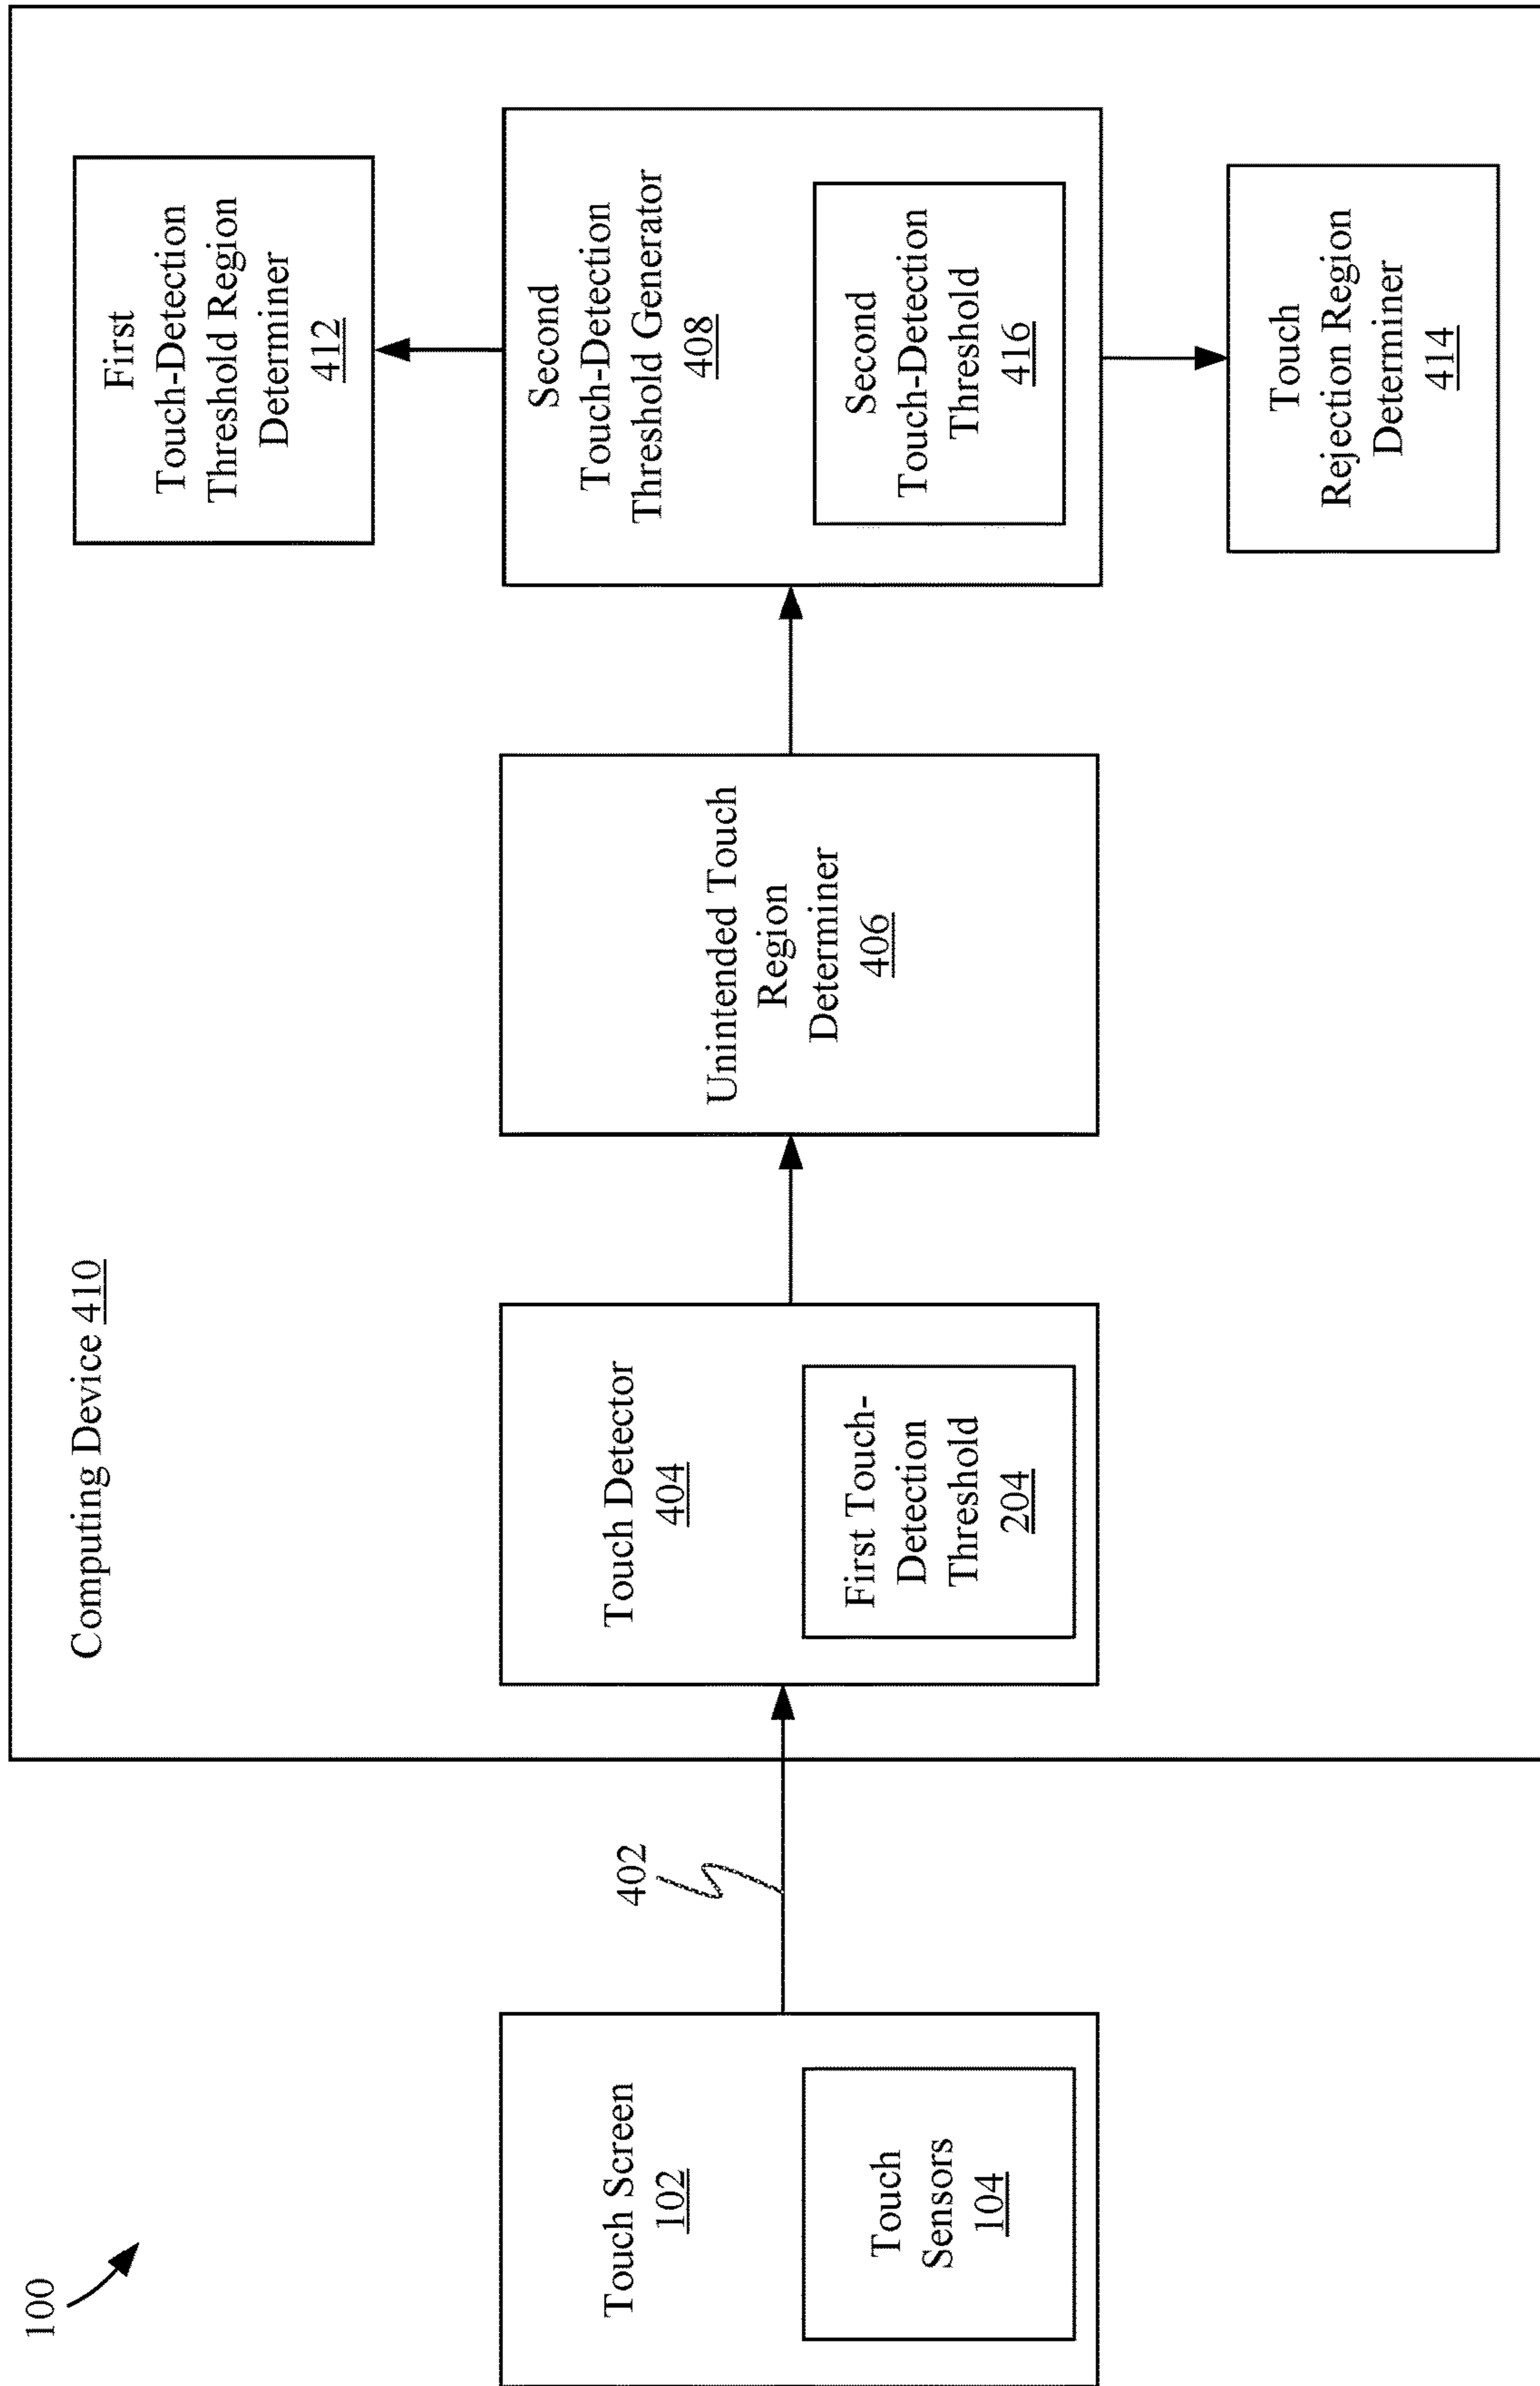 100
Touch Screen
102
Touch
Sensors
104
402
Computing Device 410
Touch Detector
404
First Touch-
Detection
Threshold
204
Unintended Touch
Region
Determiner
406
First
Touch-Detection
Threshold Region
Determiner
412
Second
Touch-Detection
Threshold Generator
408
Second
Touch-Detection
Threshold
416
Touch
Rejection Region
Determiner
414